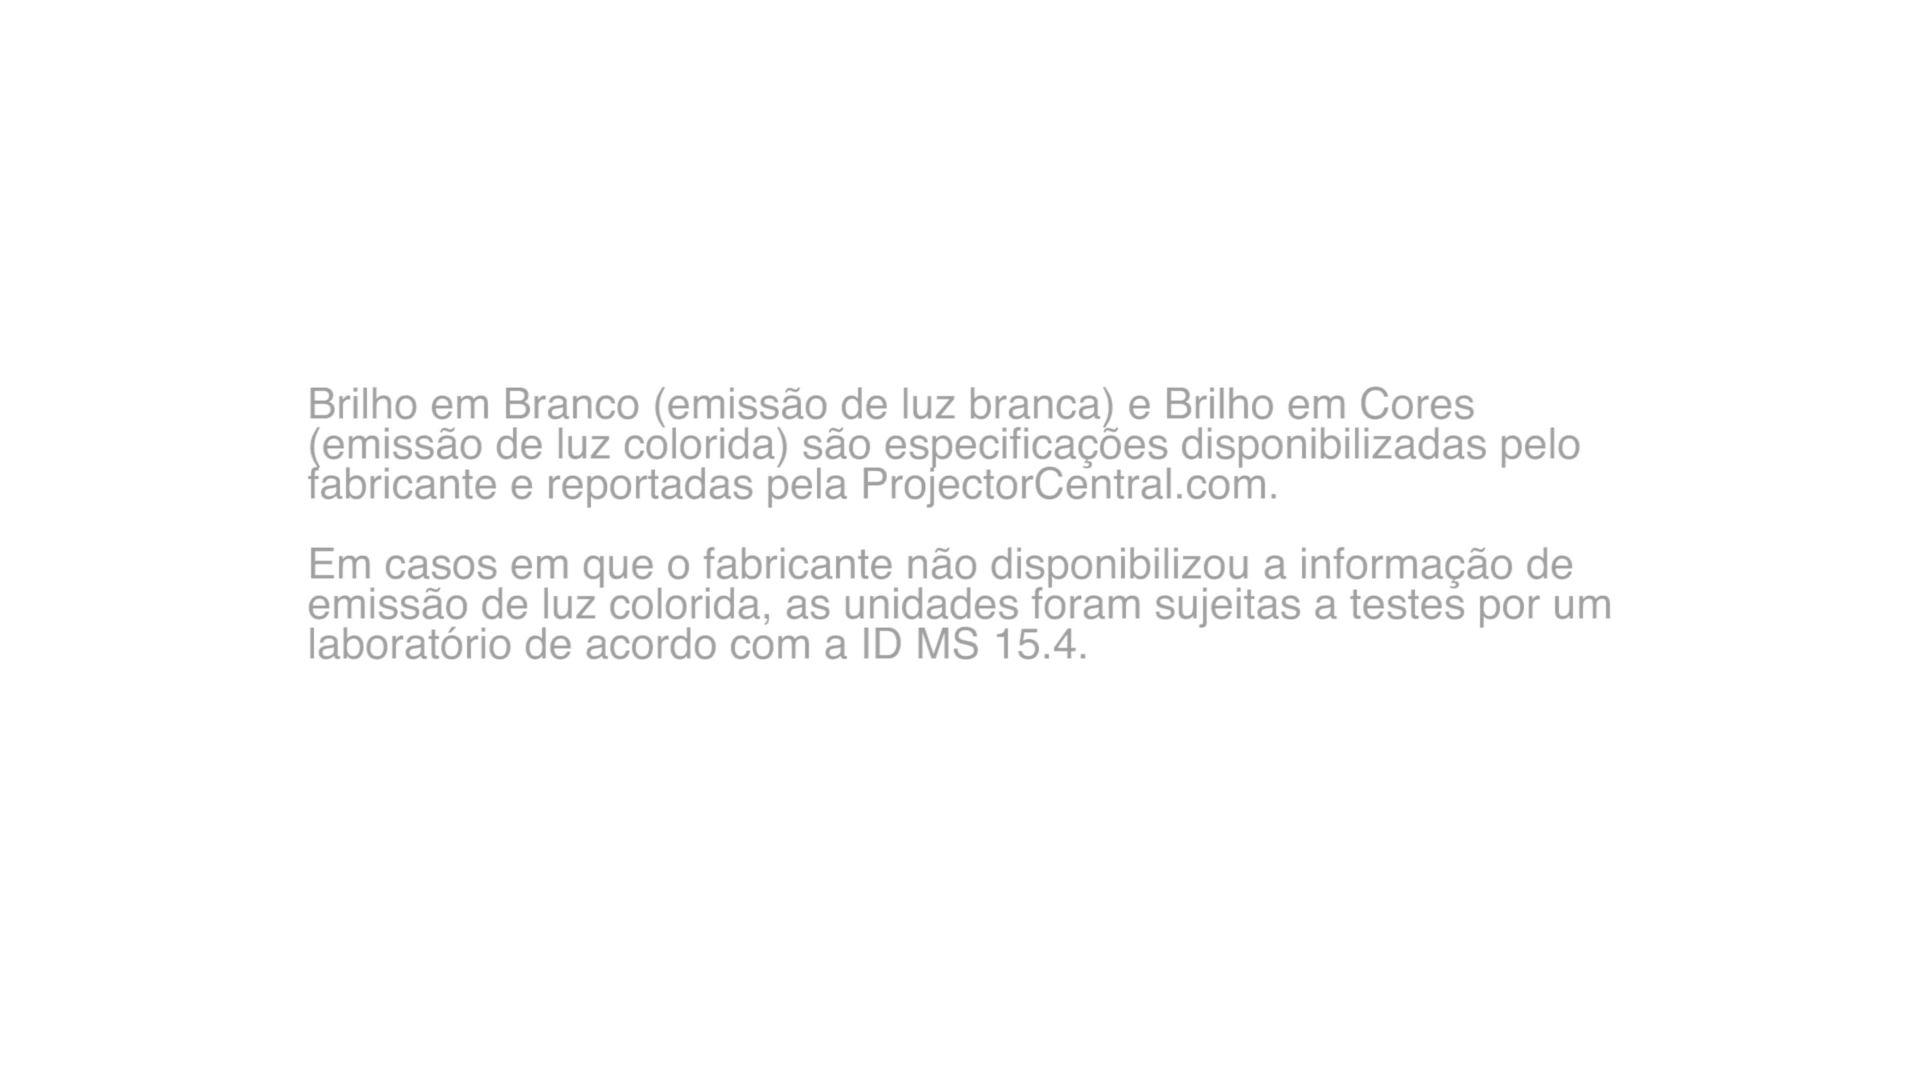 Brilho em Branco (emissão de luz branca) e Brilho em Cores
(emissão de luz colorida) são especificações disponibilizadas pelo
fabricante e reportadas pela ProjectorCentral.com.
Em casos em que o fabricante não disponibilizou a informação de
emissão de luz colorida, as unidades foram sujeitas a testes por um
laboratório de acordo com a ID MS 15.4.